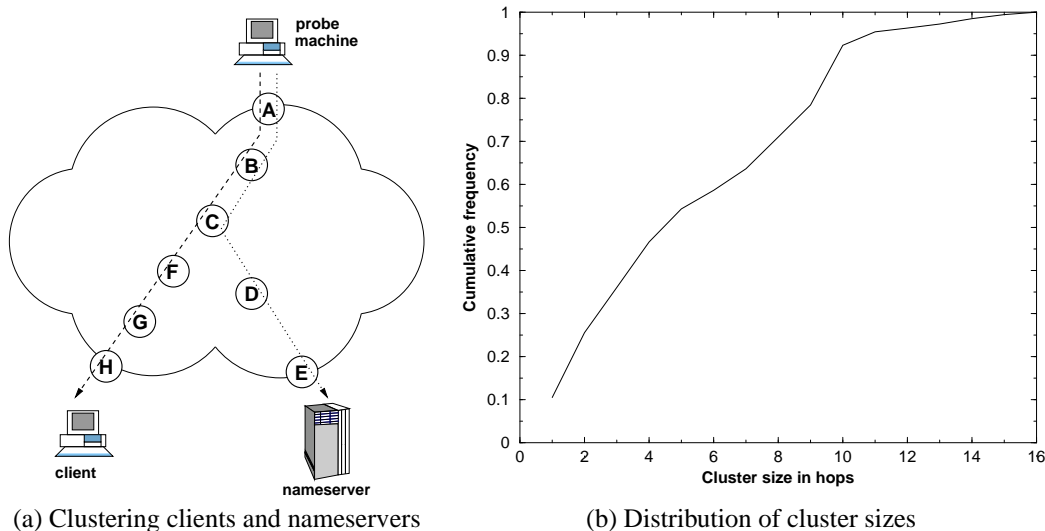 probe
machine
A
B
C
F
D
G
H
E
client
nameserver
(a) Clustering clients and nameservers
1
0.9
0.8
0.7
0.6
0.5
0.4
0.3
0.2
0.1
0
Cumulative frequency
0 2 4 6 8 10 12 14 16
Cluster size in hops
(b) Distribution of cluster sizes